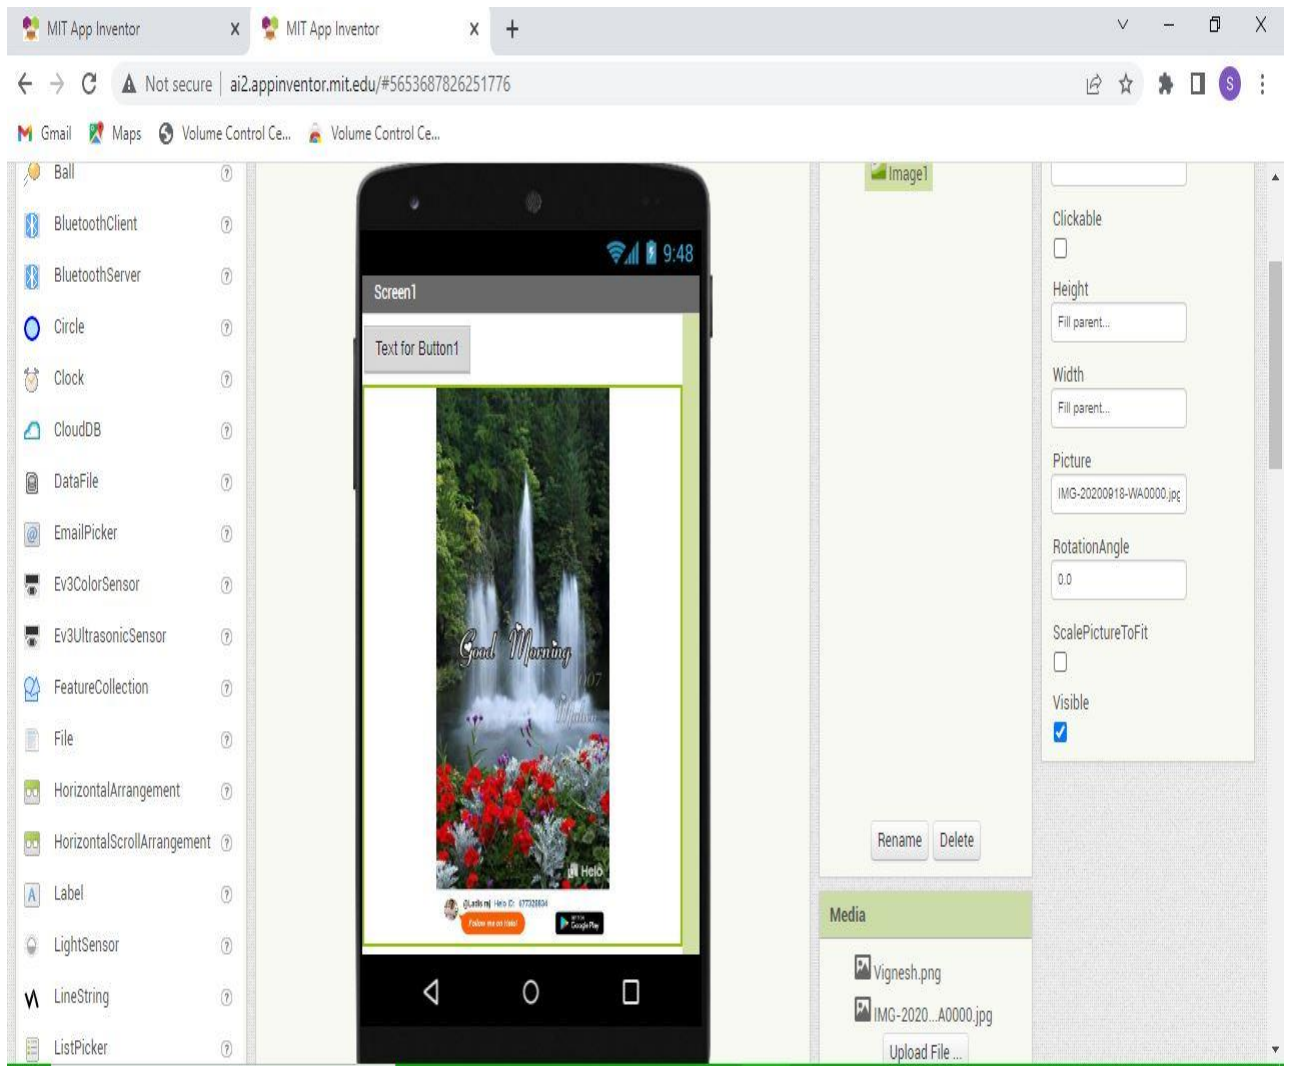 MIT App Inventor
MIT App Inventor
Not secure
ai2.appinventor.mit.edu/#5653687826251776
S
Gmail
Maps
Volume Control Ce...
Volume Control Ce...
Ball
BluetoothClient
BluetoothServer
Circle
Clock
CloudDB
DataFile
EmailPicker
Ev3ColorSensor
Ev3UltrasonicSensor
FeatureCollection
File
HorizontalArrangement
HorizontalScrollArrangement
Label
LightSensor
LineString
ListPicker
9:48
Screen1
Text for Button1
Good Morning
007
Helo
Google Play
Image1
Rename
Delete
Media
Vignesh.png
IMG-2020...A0000.jpg
Upload File ...
Clickable
Height
Fill parent...
Width
Fill parent...
Picture
IMG-20200918-WA0000.jpg
RotationAngle
0.0
ScalePictureToFit
Visible